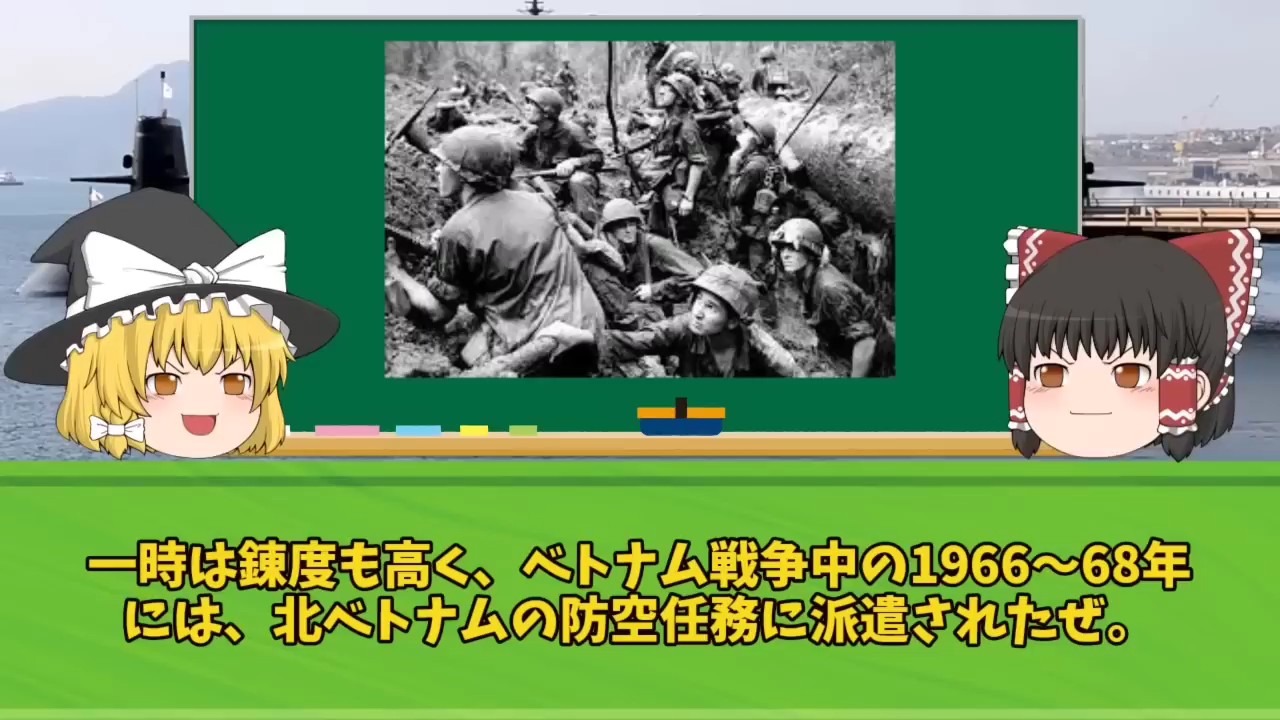 一時は錬度も高く、ベトナム戦争中の1966～68年
には、北ベトナムの防空任務に派遣されたぜ。